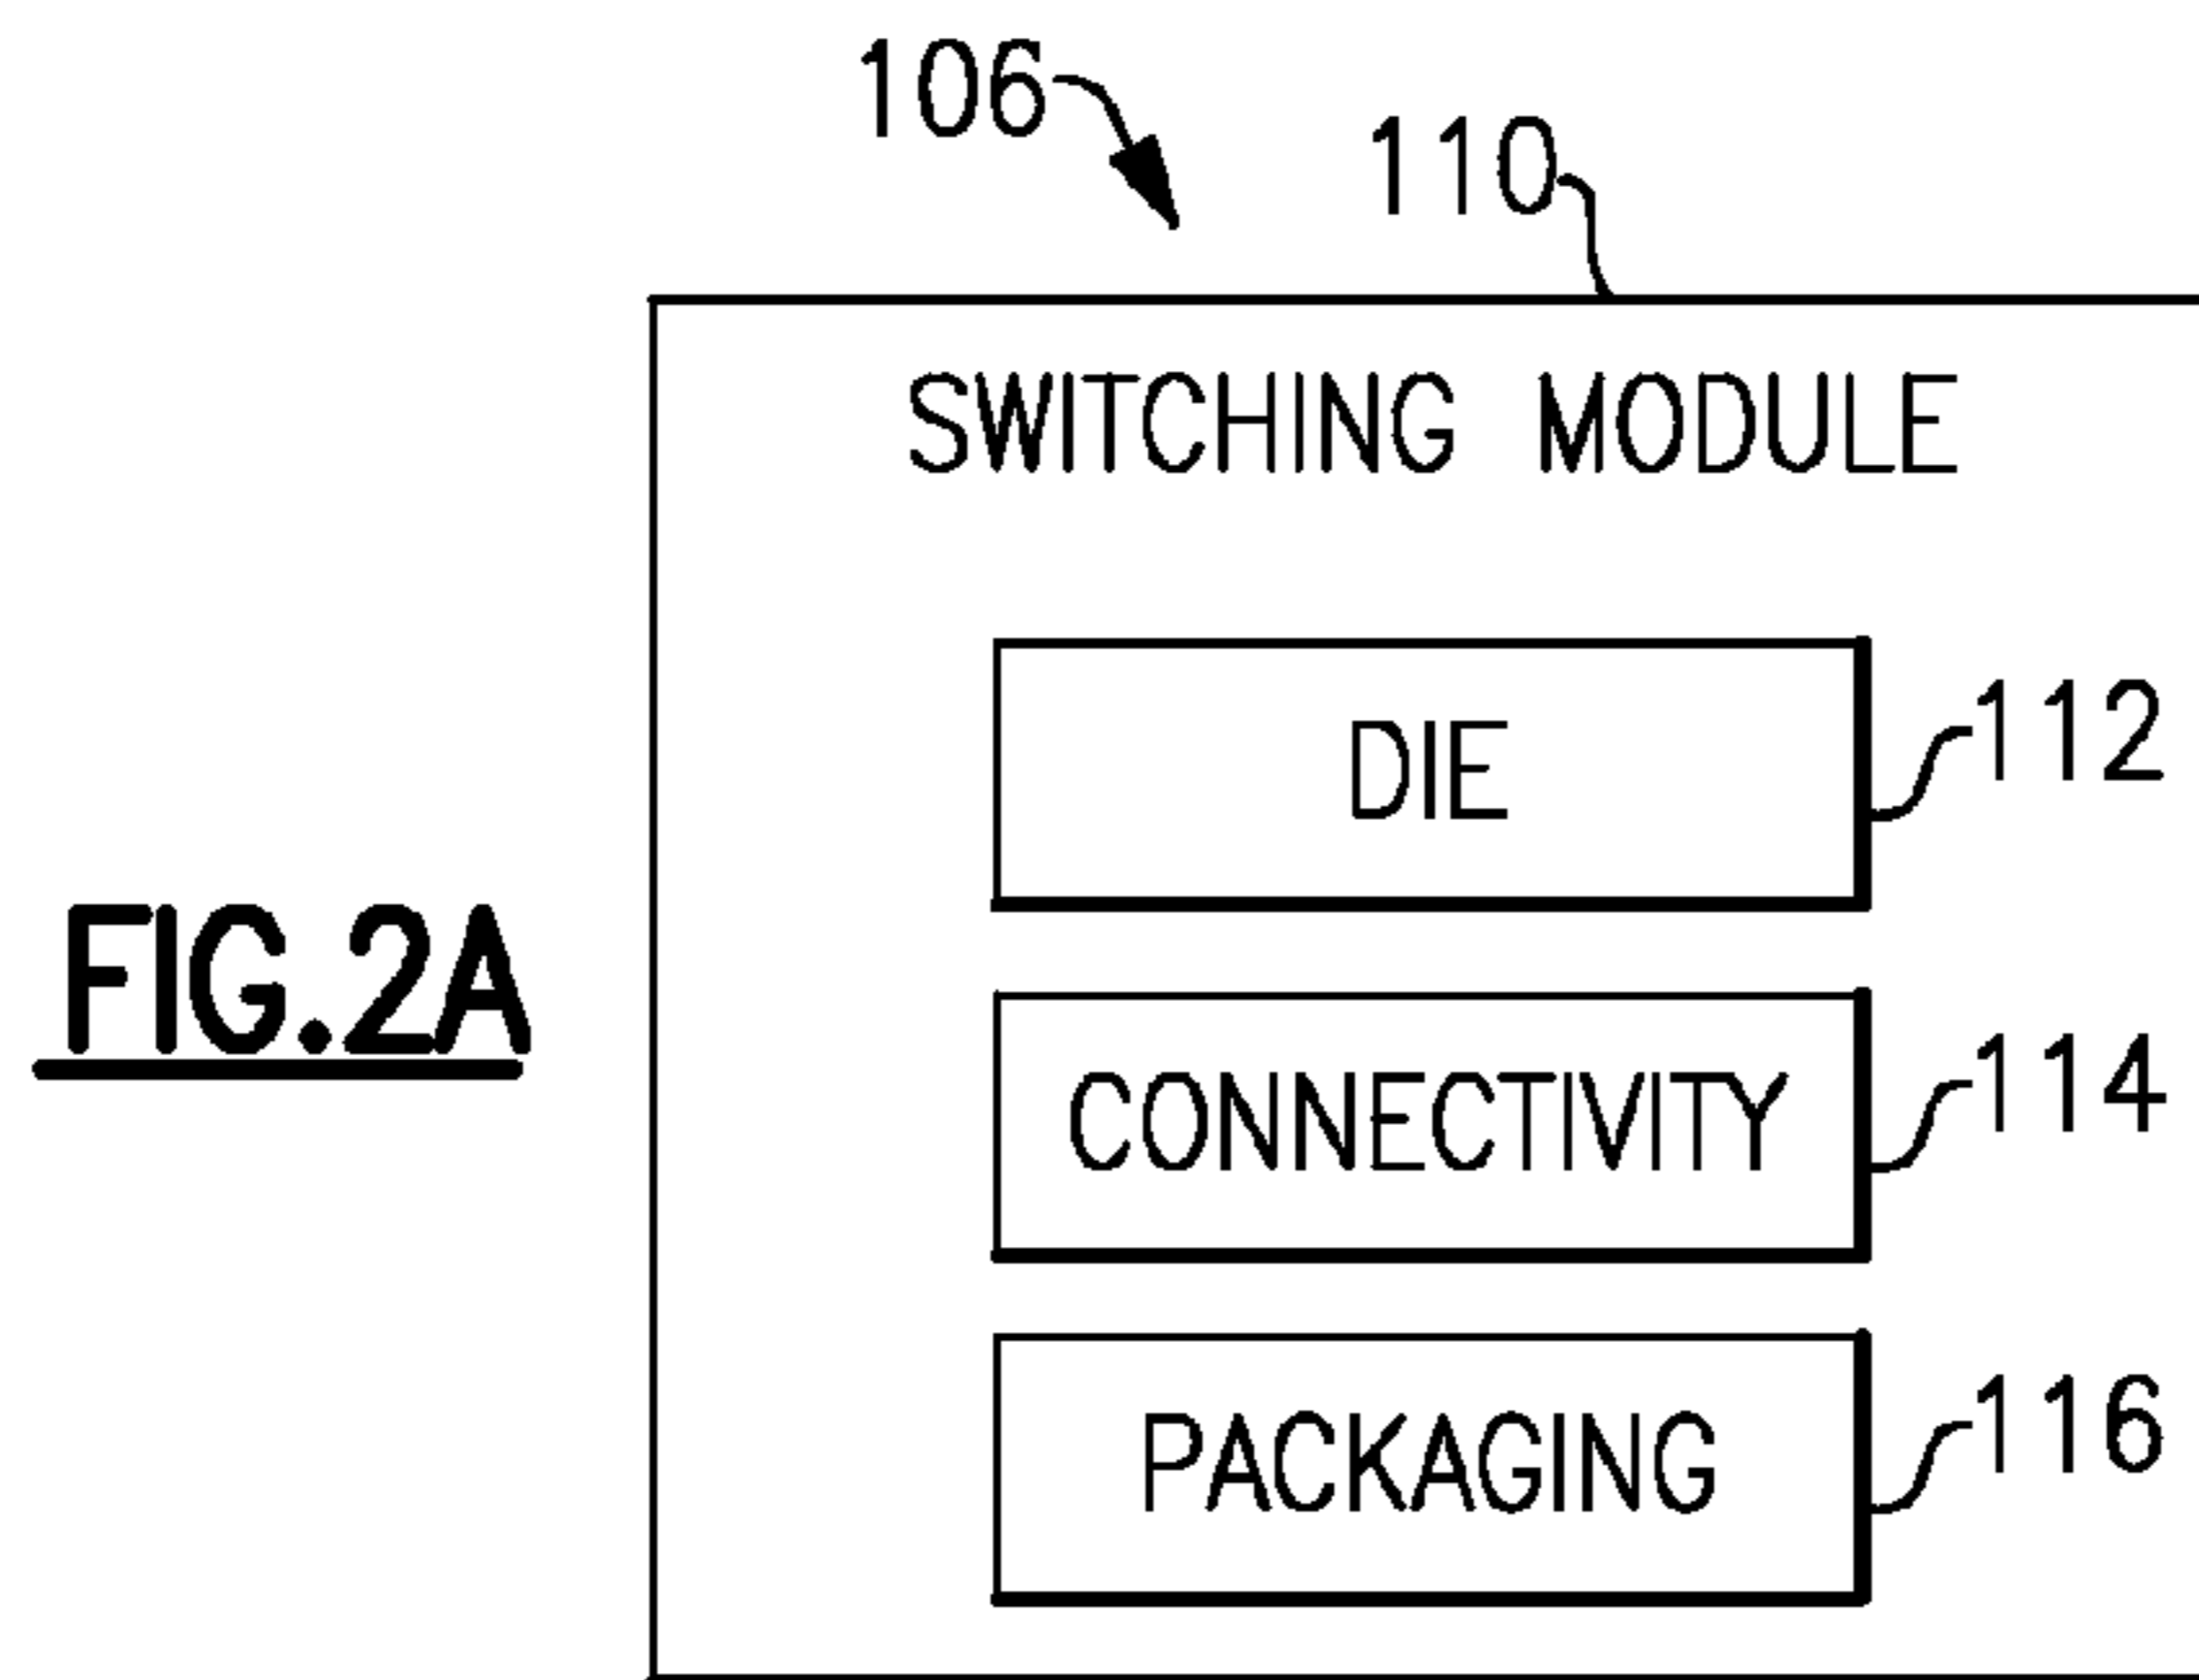 106
110
SWITCHING MODULE
DIE
112
FIG.2A
CONNECTIVITY
114
PACKAGING
116